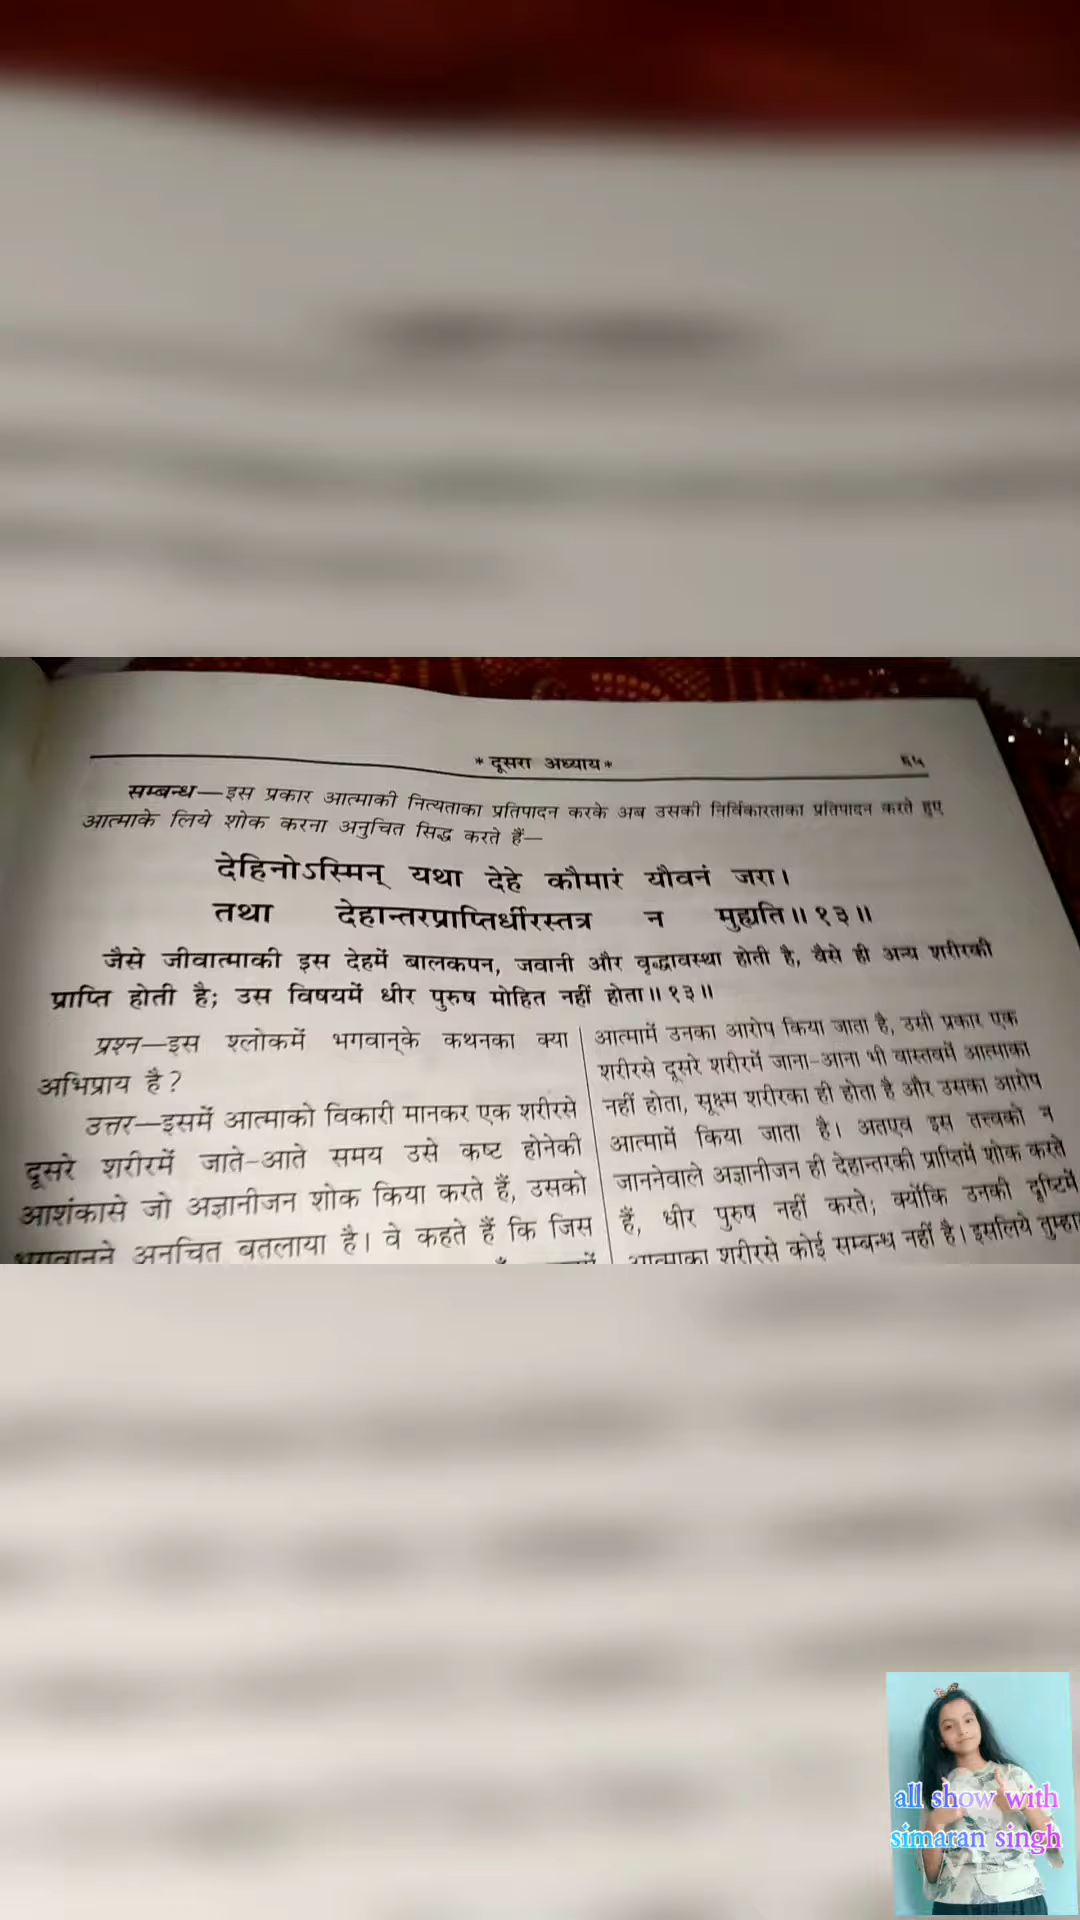 * दूसरा अध्याय *
६५
सम्बन्ध—इस प्रकार आत्माकी नित्यताका प्रतिपादन करके अब उसकी निर्विकारताका प्रतिपादन करते हुए
आत्माके लिये शोक करना अनुचित सिद्ध करते हैं—
देहिनोऽस्मिन् यथा देहे कौमारं यौवनं जरा।
तथा देहान्तरप्राप्तिर्धीरस्तत्र न मुह्यति॥१३॥
जैसे जीवात्माकी इस देहमें बालकपन, जवानी और वृद्धावस्था होती है, वैसे ही अन्य शरीरकी
प्राप्ति होती है; उस विषयमें धीर पुरुष मोहित नहीं होता॥१३॥
प्रश्न—इस श्लोकमें भगवान्‌के कथनका क्या
अभिप्राय है?
उत्तर—इसमें आत्माको विकारी मानकर एक शरीरसे
दूसरे शरीरमें जाते-आते समय उसे कष्ट होनेकी
आशंकासे जो अज्ञानीजन शोक किया करते हैं, उसको
भगवान्‌ने अनुचित बतलाया है। वे कहते हैं कि जिस
आत्मामें उनका आरोप किया जाता है, उसी प्रकार एक
शरीरसे दूसरे शरीरमें जाना-आना भी वास्तवमें आत्माका
नहीं होता, सूक्ष्म शरीरका ही होता है और उसका आरोप
आत्मामें किया जाता है। अतएव इस तत्त्वको न
जाननेवाले अज्ञानीजन ही देहान्तरकी प्राप्तिमें शोक करते
हैं, धीर पुरुष नहीं करते; क्योंकि उनकी दृष्टिमें
आत्माका शरीरसे कोई सम्बन्ध नहीं है। इसलिये तुम्हा
all show with
simaran singh